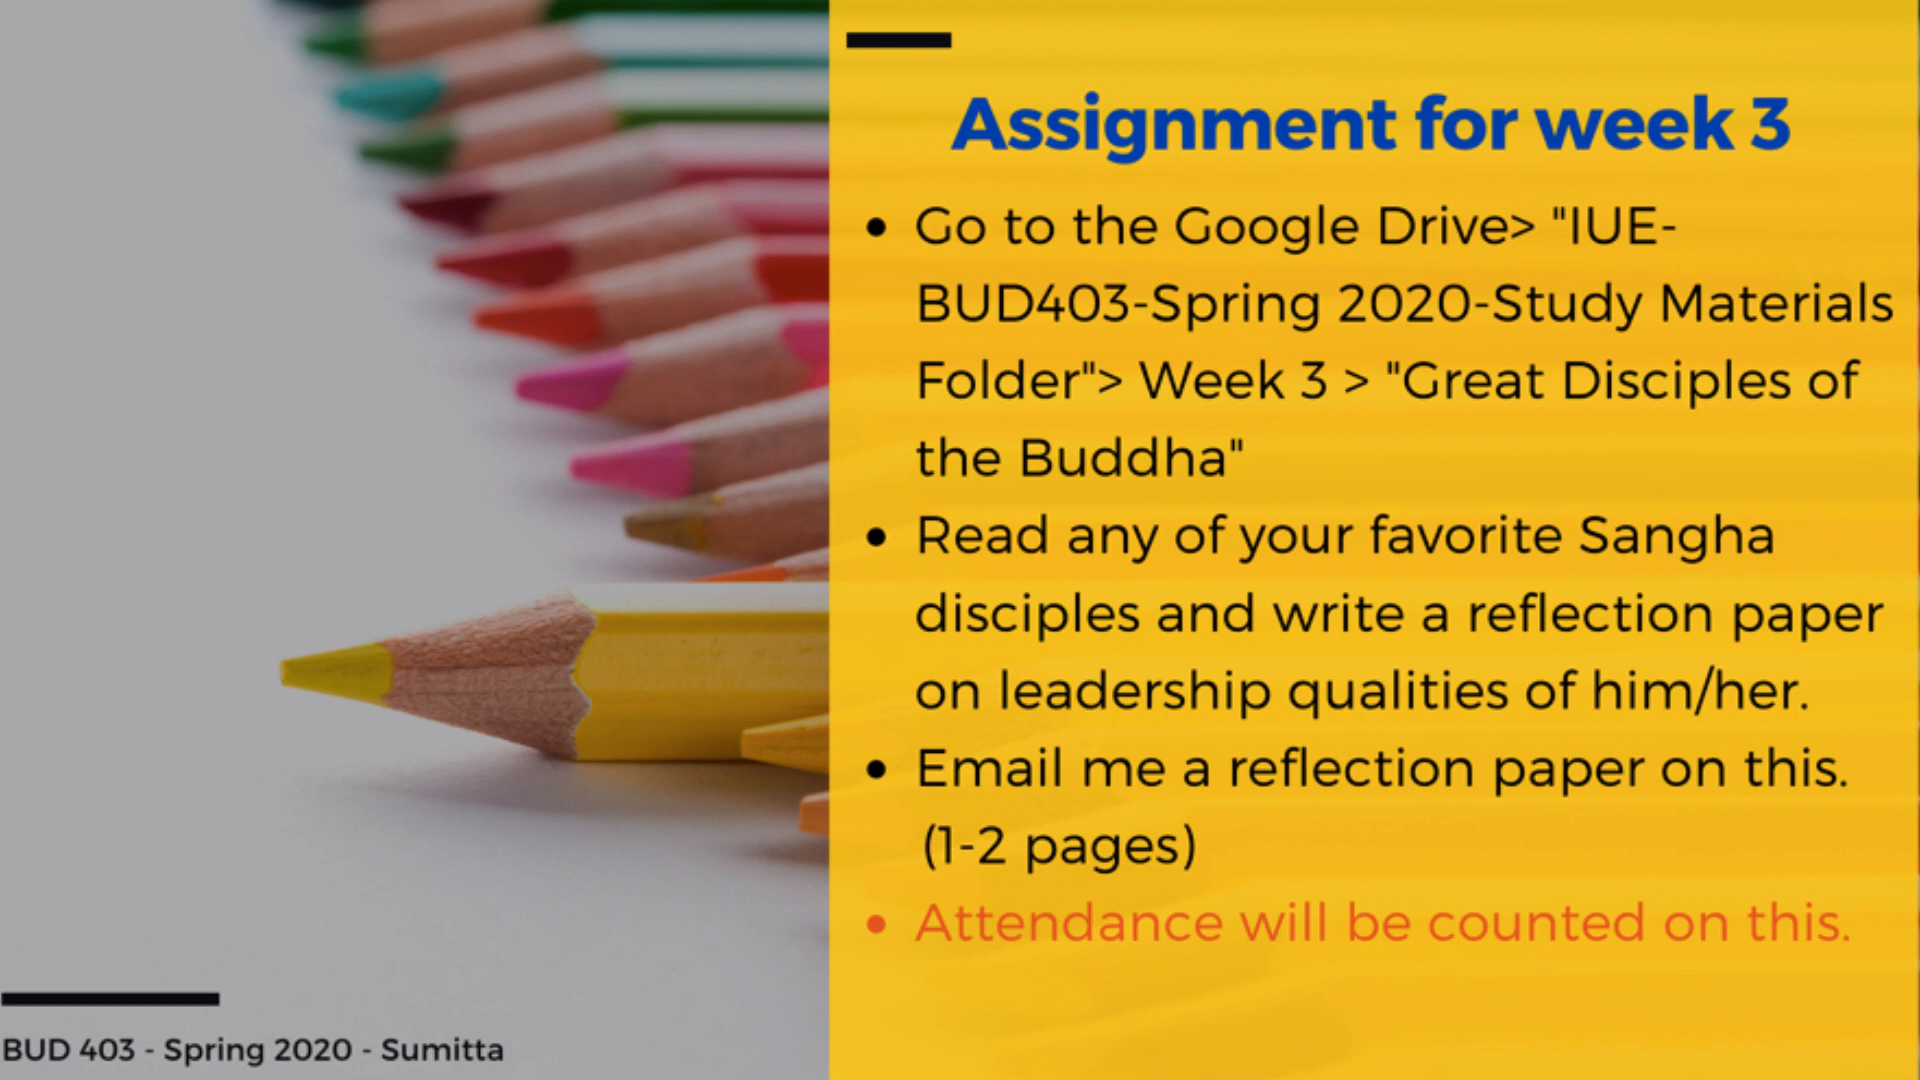 Assignment for week 3
• Go to the Google Drive> "IUE-
BUD403-Spring 2020-Study Materials
Folder"> Week 3 > "Great Disciples of
the Buddha"
• Read any of your favorite Sangha
disciples and write a reflection paper
on leadership qualities of him/her.
• Email me a reflection paper on this.
(1-2 pages)
• Attendance will be counted on this.
BUD 403 - Spring 2020 - Sumitta